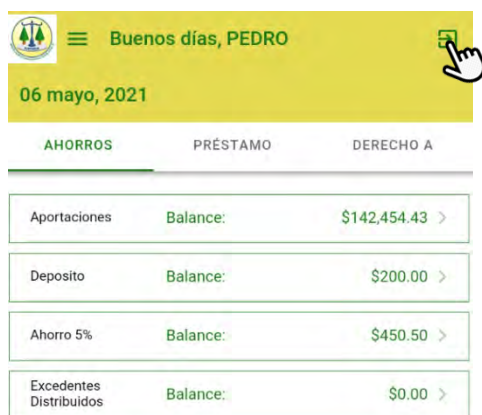 Buenos días, PEDRO
06 mayo, 2021
AHORROS PRÉSTAMO DERECHO A
Aportaciones Balance: $142,454.43
Deposito Balance: $200.00
Ahorro 5% Balance: $450.50
Excedentes
Distribuidos Balance: $0.00